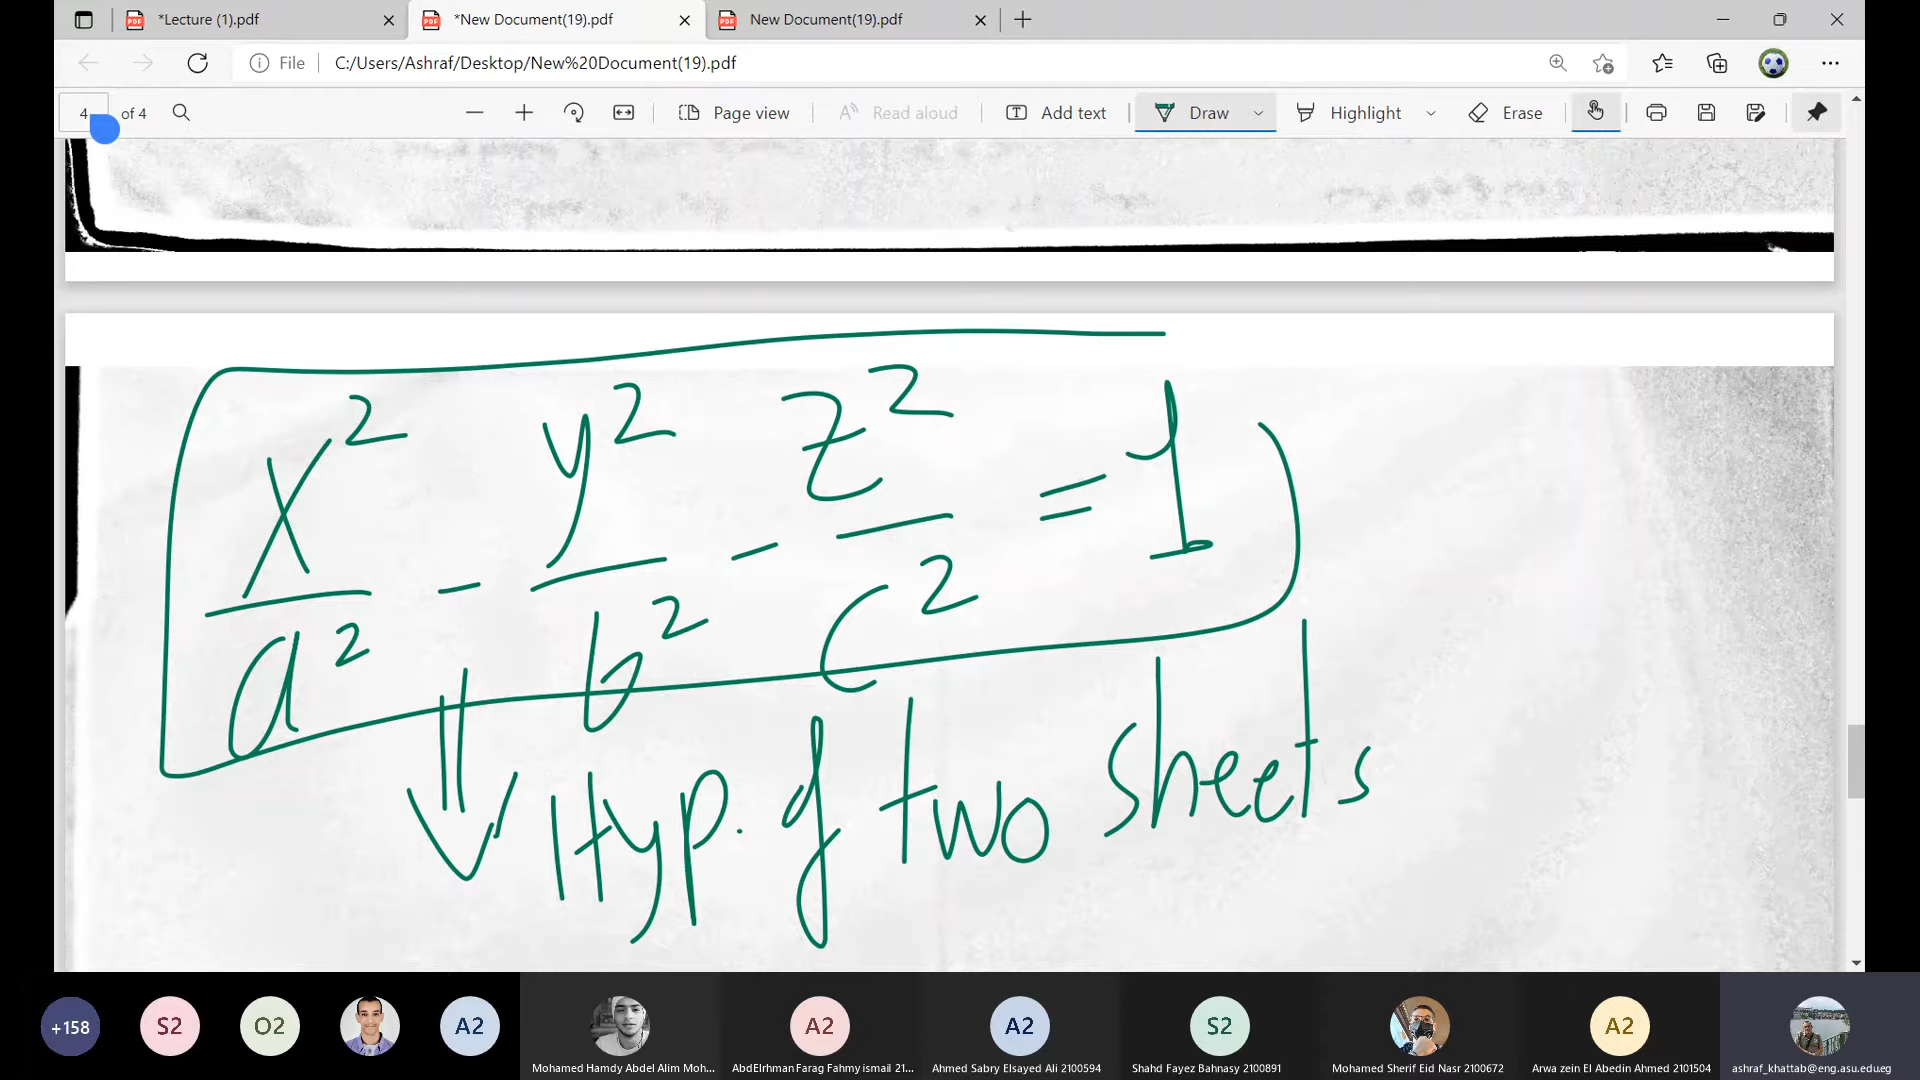 *Lecture (1).pdf
*New Document(19).pdf
New Document(19).pdf
File
C:/Users/Ashraf/Desktop/New%20Document(19).pdf
4 of 4
Page view
Read aloud
Add text
Draw
Highlight
Erase
x²/a² - y²/b² - z²/c² = 1
Hyp. of two sheets
+158
S2
O2
A2
A2
A2
S2
A2
Mohamed Hamdy Abdel Alim Moh...
AbdElrhman Farag Fahmy ismail 21...
Ahmed Sabry Elsayed Ali 2100594
Shahd Fayez Bahnasy 2100891
Mohamed Sherif Eid Nasr 2100672
Arwa zein El Abedin Ahmed 2101504
ashraf_khattab@eng.asu.edu.eg